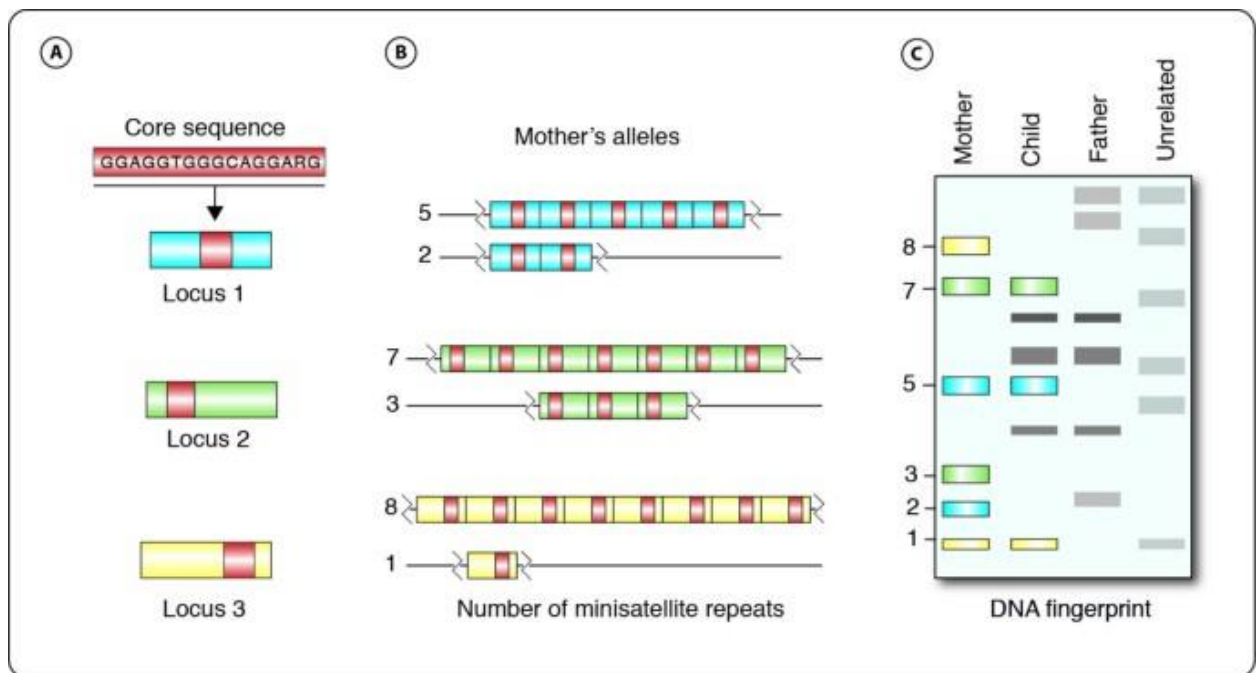 A
Core sequence
GGAGGTGGGCAGGARG
Locus 1
Locus 2
Locus 3
B
Mother's alleles
5
2
7
3
8
1
Number of minisatellite repeats
C
Mother
Child
Father
Unrelated
8
7
5
3
2
1
DNA fingerprint